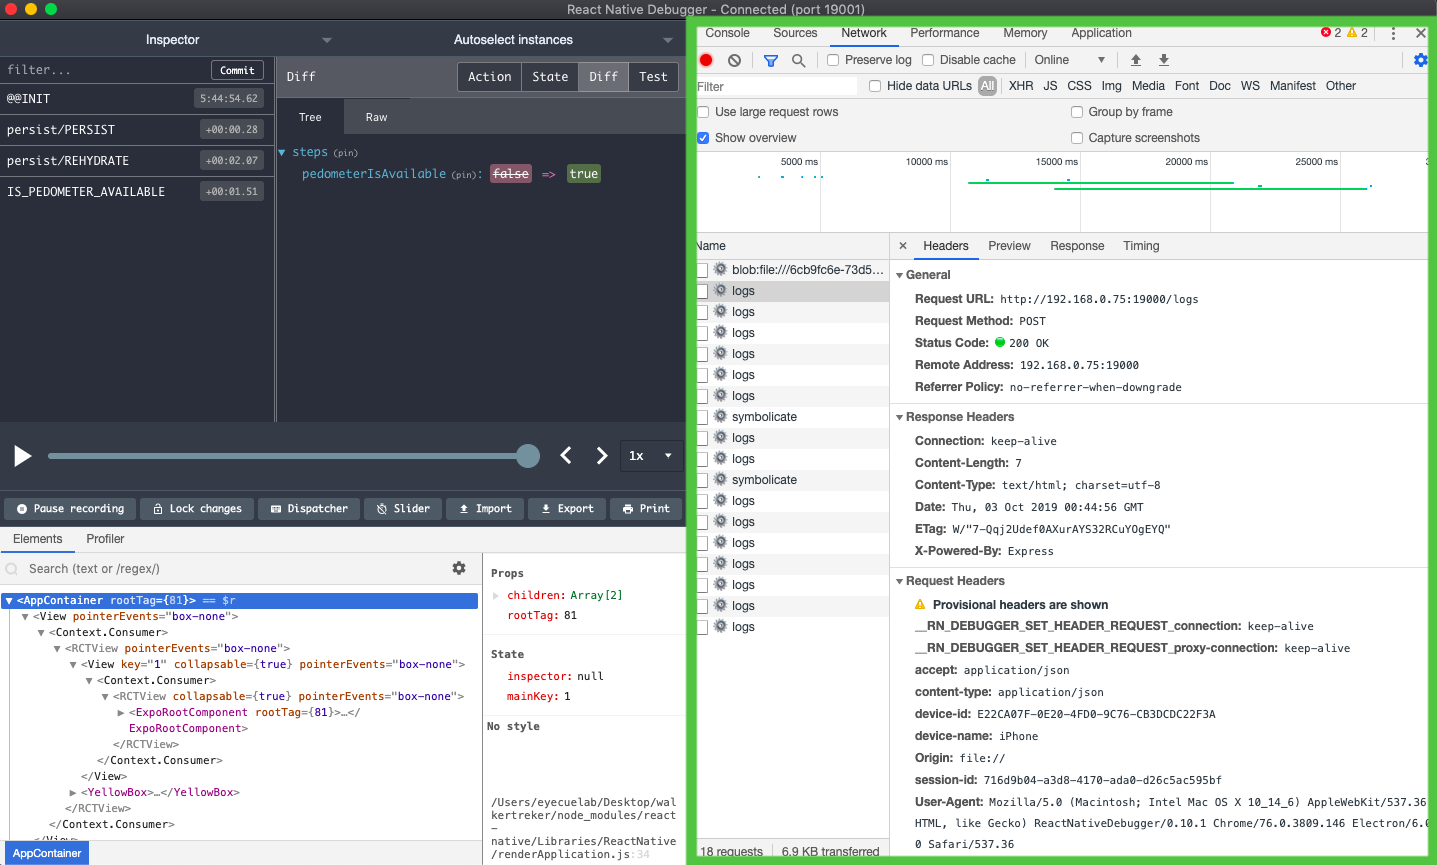 React Native Debugger - Connected (port 19001)
Inspector
Autoselect instances
filter...
Commit
@@INIT
5:44:54.62
persist/PERSIST
+00:00.28
persist/REHYDRATE
+00:02.07
IS_PEDOMETER_AVAILABLE
+00:01.51
Diff
Action State Diff Test
Tree Raw
steps (pin)
pedometerIsAvailable (pin): false => true
1x
Pause recording Lock changes Dispatcher Slider Import Export Print
Elements Profiler
Search (text or /regex/)
<AppContainer rootTag={81}> == $r
<View pointerEvents="box-none">
<Context.Consumer>
<RCTView pointerEvents="box-none">
<View key="1" collapsable={true} pointerEvents="box-none">
<Context.Consumer>
<RCTView collapsable={true} pointerEvents="box-none">
<ExpoRootComponent rootTag={81}>…</
ExpoRootComponent>
</RCTView>
</Context.Consumer>
</View>
<YellowBox>…</YellowBox>
</RCTView>
</Context.Consumer>
</View>
AppContainer
Props
children: Array[2]
rootTag: 81
State
inspector: null
mainKey: 1
No style
/Users/eyecuelab/Desktop/wal
kertreker/node_modules/react
-
native/Libraries/ReactNative
/renderApplication.js:34
Console Sources Network Performance Memory Application
2 2
Preserve log Disable cache Online
Filter
Hide data URLs All XHR JS CSS Img Media Font Doc WS Manifest Other
Use large request rows
Group by frame
Show overview
Capture screenshots
5000 ms 10000 ms 15000 ms 20000 ms 25000 ms
Name
blob:file:///6cb9fc6e-73d5…
logs
logs
logs
logs
logs
logs
symbolicate
logs
logs
symbolicate
logs
logs
logs
logs
logs
logs
logs
18 requests 6.9 KB transferred
Headers Preview Response Timing
General
Request URL: http://192.168.0.75:19000/logs
Request Method: POST
Status Code: 200 OK
Remote Address: 192.168.0.75:19000
Referrer Policy: no-referrer-when-downgrade
Response Headers
Connection: keep-alive
Content-Length: 7
Content-Type: text/html; charset=utf-8
Date: Thu, 03 Oct 2019 00:44:56 GMT
ETag: W/"7-Qqj2Udef0AXurAYS32RCuYOgEYQ"
X-Powered-By: Express
Request Headers
Provisional headers are shown
__RN_DEBUGGER_SET_HEADER_REQUEST_connection: keep-alive
__RN_DEBUGGER_SET_HEADER_REQUEST_proxy-connection: keep-alive
accept: application/json
content-type: application/json
device-id: E22CA07F-0E20-4FD0-9C76-CB3DCDC22F3A
device-name: iPhone
Origin: file://
session-id: 716d9b04-a3d8-4170-ada0-d26c5ac595bf
User-Agent: Mozilla/5.0 (Macintosh; Intel Mac OS X 10_14_6) AppleWebKit/537.36
HTML, like Gecko) ReactNativeDebugger/0.10.1 Chrome/76.0.3809.146 Electron/6.0
0 Safari/537.36